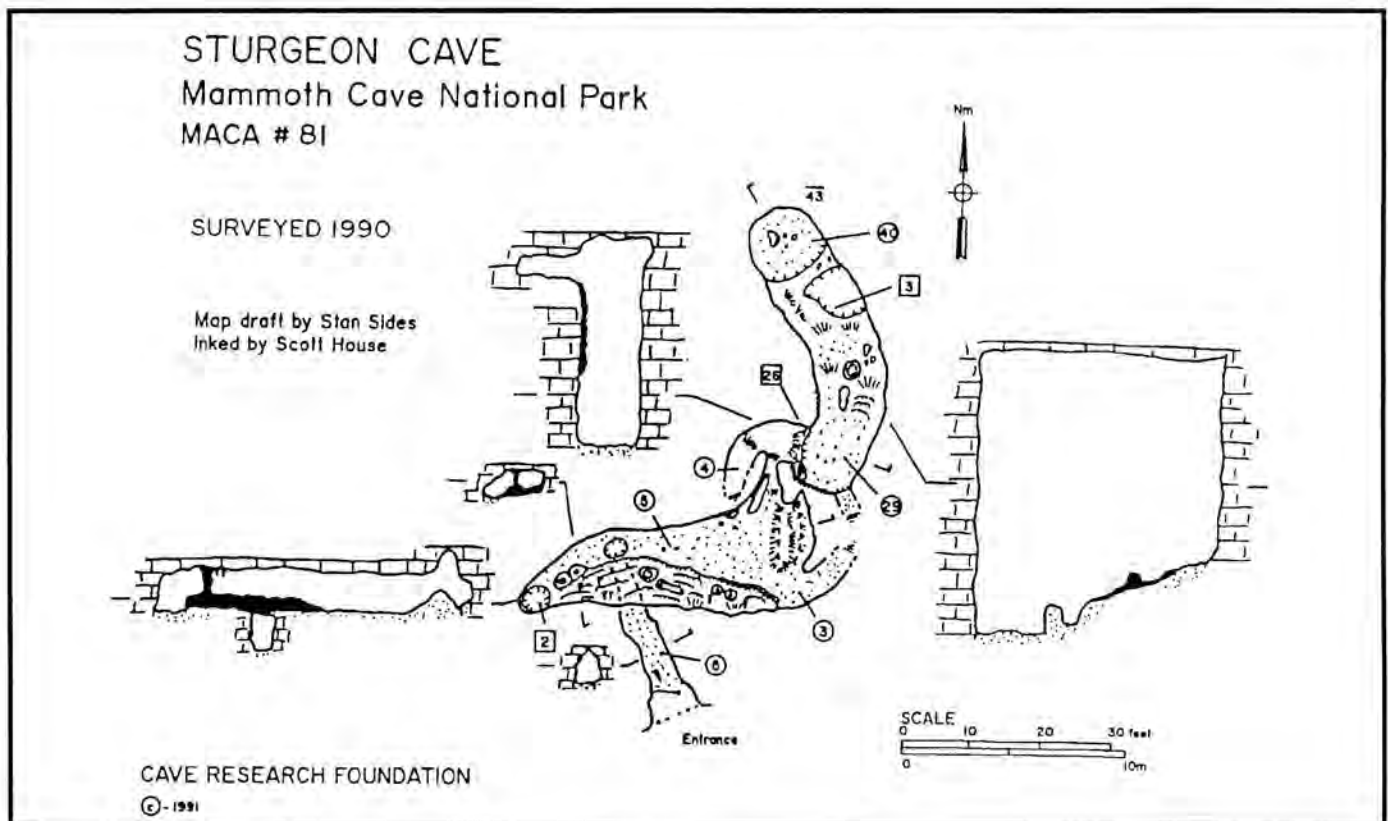 STURGEON CAVE
Mammoth Cave National Park
MACA # 81
SURVEYED 1990
Map draft by Stan Sides
Inked by Scott House
Nm
43
40
3
26
4
29
8
3
2
8
Entrance
SCALE
0 10 20 30 feet
0 10m
CAVE RESEARCH FOUNDATION
©-1991